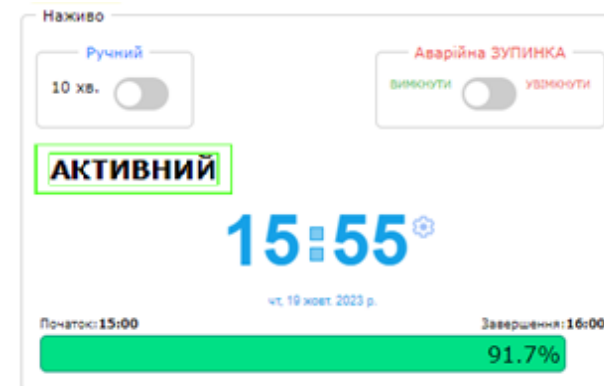 Наживо
Ручний
Аварійна ЗУПИНКА
10 хв.
вимкнути
увімкнути
АКТИВНИЙ
15:55
чт, 19 жовт. 2023 р.
Початок:15:00
Завершення:16:00
91.7%